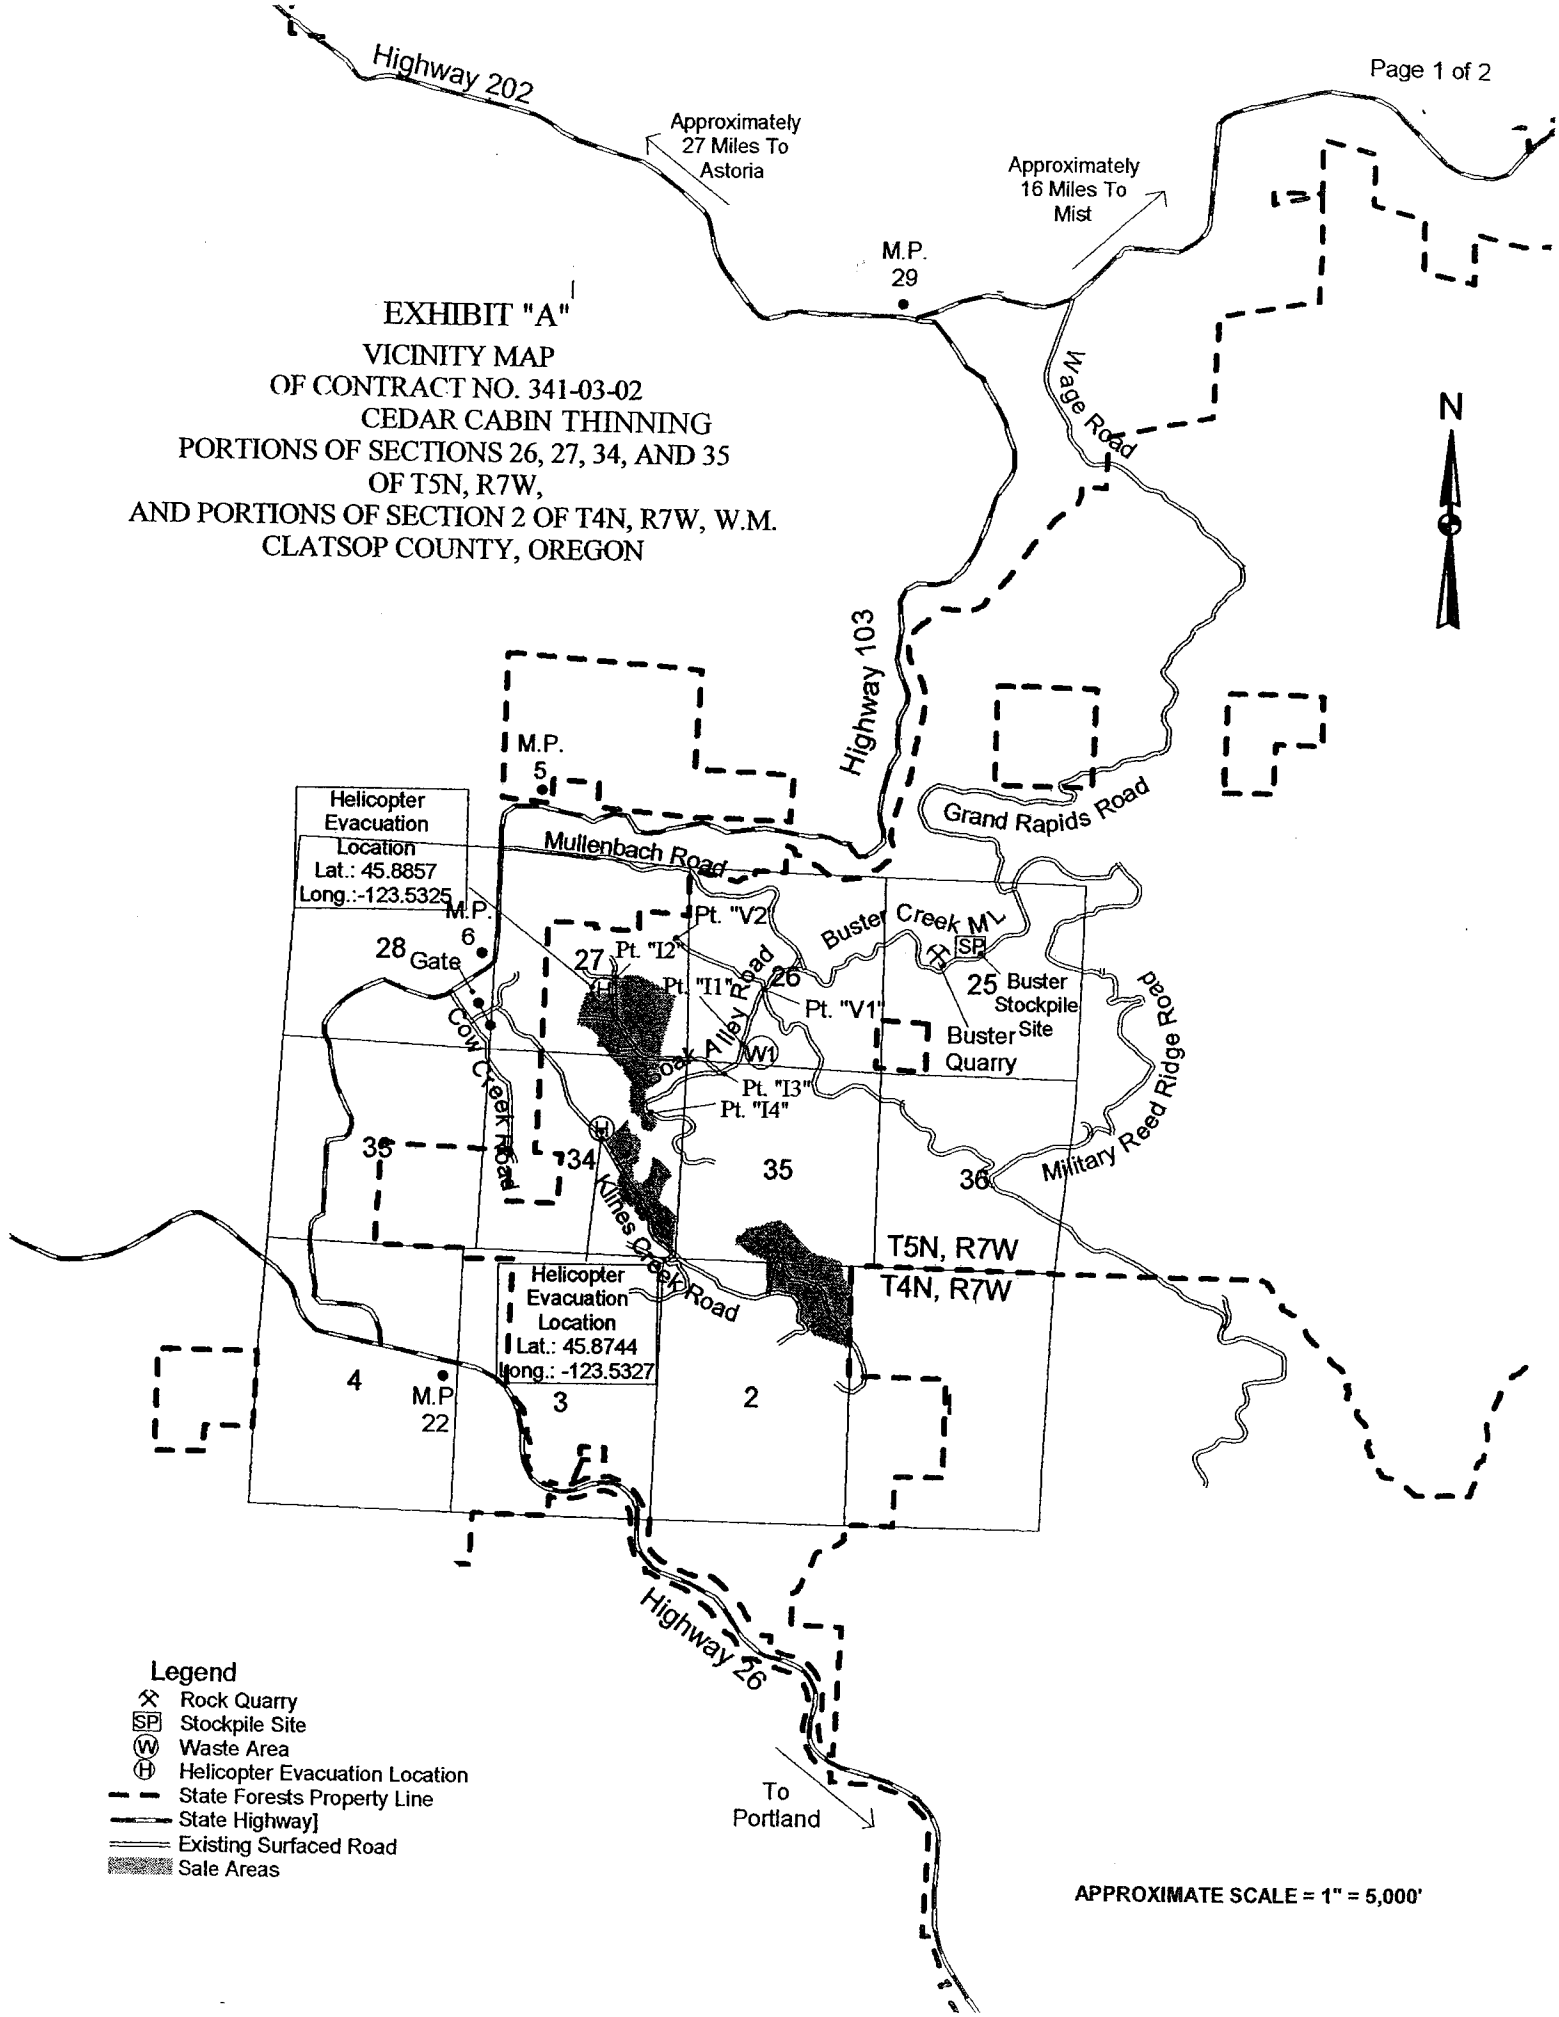 Page 1 of 2
Highway 202
Approximately
27 Miles To
Astoria
Approximately
16 Miles To
Mist
M.P.
29
EXHIBIT "A"
VICINITY MAP
OF CONTRACT NO. 341-03-02
CEDAR CABIN THINNING
PORTIONS OF SECTIONS 26, 27, 34, AND 35
OF T5N, R7W,
AND PORTIONS OF SECTION 2 OF T4N, R7W, W.M.
CLATSOP COUNTY, OREGON
Wage Road
N
Highway 103
M.P.
5
Helicopter
Evacuation
Location
Lat.: 45.8857
Long.:-123.5325
Mullenbach Road
Grand Rapids Road
M.P.
6
28
Gate
27
Pt. "V2"
Pt. "I2"
Pt. "I1"
26
Pt. "V1"
Buster Creek ML
SP
25
Buster
Stockpile
Site
Buster
Quarry
Cow Creek Road
Soak Alley Road
W1
Pt. "I3"
Pt. "I4"
Military Reed Ridge Road
35
H
H
34
35
36
Klines Creek Road
T5N, R7W
T4N, R7W
Helicopter
Evacuation
Location
Lat.: 45.8744
Long.: -123.5327
4
M.P
22
3
2
Highway 26
To
Portland
Legend
Rock Quarry
SP Stockpile Site
W Waste Area
H Helicopter Evacuation Location
State Forests Property Line
State Highway]
Existing Surfaced Road
Sale Areas
APPROXIMATE SCALE = 1" = 5,000'